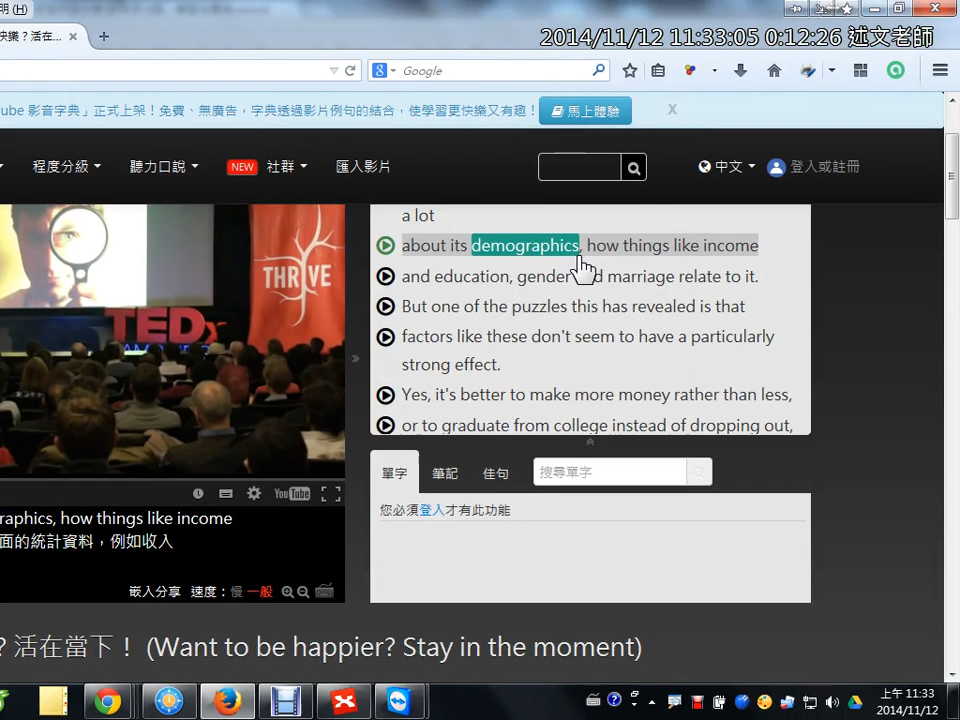 明(H)
快樂？活在...
2014/11/12 11:33:05 0:12:26 述文老師
Google
ube 影音字典」正式上架！免費、無廣告，字典透過影片例句的結合，使學習更快樂又有趣！
馬上體驗
X
程度分級
聽力口說
NEW 社群
匯入影片
中文
登入或註冊
a lot
about its demographics, how things like income
and education, gender d marriage relate to it.
But one of the puzzles this has revealed is that
factors like these don't seem to have a particularly
strong effect.
Yes, it's better to make more money rather than less,
or to graduate from college instead of dropping out,
THRIVE
TEDx
單字
筆記
佳句
搜尋單字
您必須登入才有此功能
YouTube
raphics, how things like income
面的統計資料，例如收入
嵌入分享 速度：慢 一般
? 活在當下！ (Want to be happier? Stay in the moment)
上午 11:33
2014/11/12